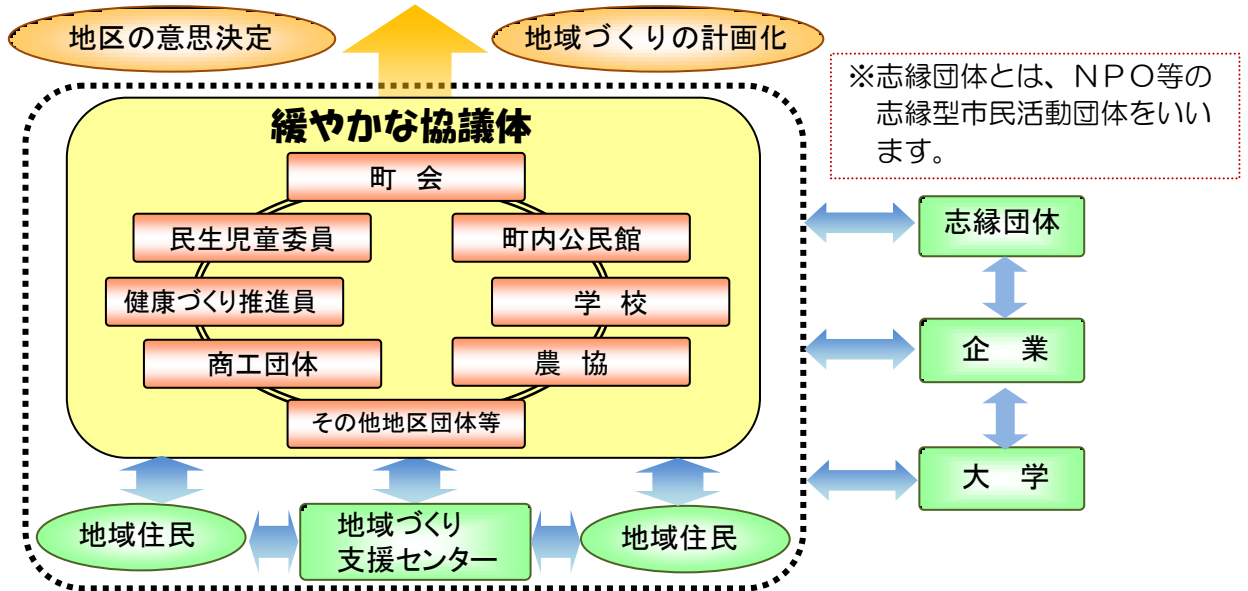 地区の意思決定
地域づくりの計画化
※志縁団体とは、ＮＰＯ等の
志縁型市民活動団体をいい
ます。
緩やかな協議体
町 会
民生児童委員
町内公民館
健康づくり推進員
学 校
商工団体
農 協
その他地区団体等
志縁団体
企 業
大 学
地域住民
地域づくり
支援センター
地域住民